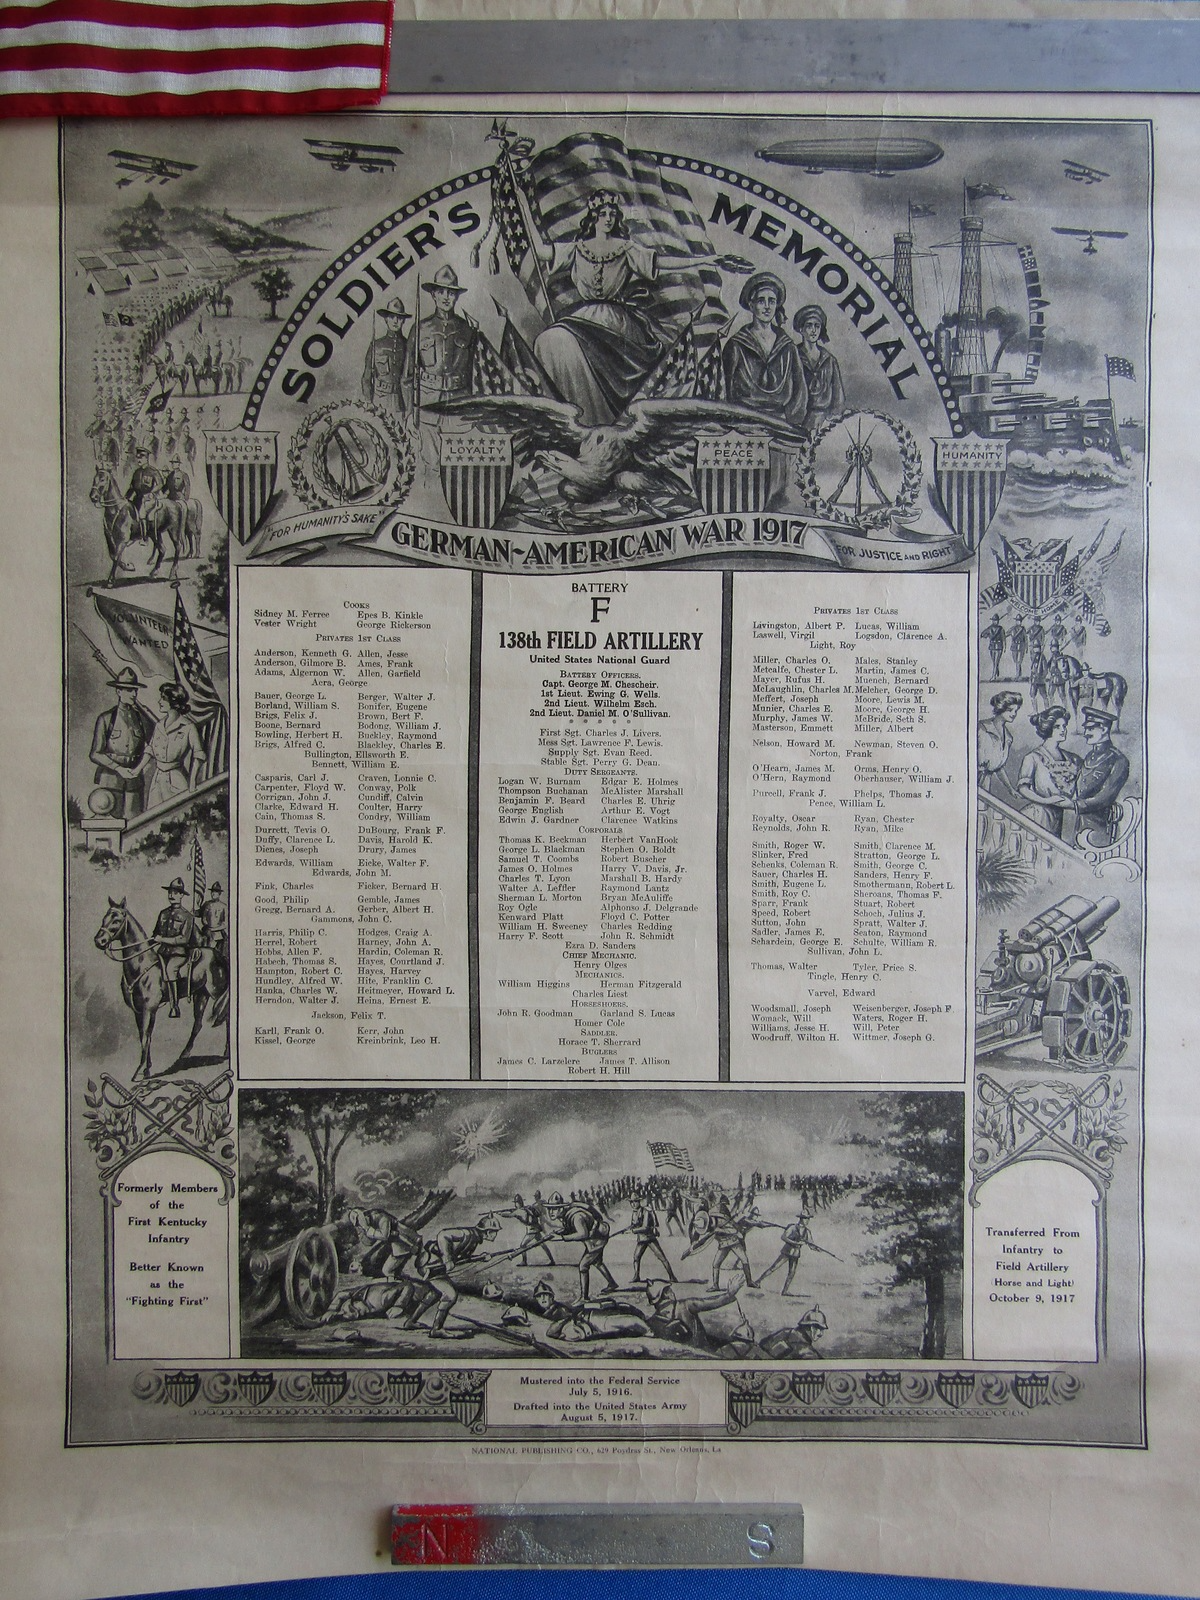 SOLDIER'S MEMORIAL
HONOR
LOYALTY
PEACE
HUMANITY
"FOR HUMANITY'S SAKE"
GERMAN-AMERICAN WAR 1917
"FOR JUSTICE AND RIGHT"
VOLUNTEER
WANTED
WELCOME HOME
Cooks
Sidney M. Ferree Epes B. Kinkle
Vester Wright George Rickerson
Privates 1st Class
Anderson, Kenneth G. Allen, Jesse
Anderson, Gilmore B. Ames, Frank
Adams, Algernon W. Allen, Garfield
Acra, George
Bauer, George L. Berger, Walter J.
Borland, William S. Bonifer, Eugene
Brigs, Felix J. Brown, Bert F.
Boone, Bernard Bodong, William J.
Bowling, Herbert H. Buckley, Raymond
Brigs, Alfred C. Blackley, Charles E.
Bullington, Ellsworth E.
Bennett, William E.
Casparis, Carl J. Craven, Lonnie C.
Carpenter, Floyd W. Conway, Polk
Corrigan, John J. Cundiff, Calvin
Clarke, Edward H. Coulter, Harry
Cain, Thomas S. Condry, William
Durrett, Tevis O. DuBourg, Frank F.
Duffy, Clarence L. Davis, Harold K.
Dienes, Joseph Drury, James
Edwards, William Eicke, Walter F.
Edwards, John M.
Fink, Charles Ficker, Bernard H.
Good, Philip Gemble, James
Gregg, Bernard A. Gerber, Albert H.
Gammons, John C.
Harris, Philip C. Hodges, Craig A.
Herrel, Robert Harney, John A.
Hobbs, Allen F. Hardin, Coleman R.
Habech, Thomas S. Hayes, Courtland J.
Hampton, Robert C. Hayes, Harvey
Hundley, Alfred W. Hite, Franklin C.
Hanka, Charles W. Heitmeyer, Howard L.
Herndon, Walter J. Heina, Ernest E.
Jackson, Felix T.
Karll, Frank O. Kerr, John
Kissel, George Kreinbrink, Leo H.
BATTERY
F
138th FIELD ARTILLERY
United States National Guard
Battery Officers.
Capt. George M. Chescheir.
1st Lieut. Ewing G. Wells.
2nd Lieut. Wilhelm Esch.
2nd Lieut. Daniel M. O'Sullivan.
* * * * *
First Sgt. Charles J. Livers.
Mess Sgt. Lawrence F. Lewis.
Supply Sgt. Evan Reed.
Stable Sgt. Perry G. Dean.
Duty Sergeants.
Logan W. Burnam Edgar E. Holmes
Thompson Buchanan McAlister Marshall
Benjamin F. Beard Charles E. Uhrig
George English Arthur E. Vogt
Edwin J. Gardner Clarence Watkins
Corporals
Thomas K. Beckman Herbert VanHook
George L. Blackman Stephen O. Boldt
Samuel T. Coombs Robert Buscher
James O. Holmes Harry V. Davis, Jr.
Charles T. Lyon Marshall B. Hardy
Walter A. Leffler Raymond Lantz
Sherman L. Morton Bryan McAuliffe
Roy Ogle Alphonso J. Delgrande
Kenward Platt Floyd C. Potter
William H. Sweeney Charles Redding
Harry F. Scott John R. Schmidt
Ezra D. Sanders
Chief Mechanic.
Henry Olges
Mechanics.
William Higgins Herman Fitzgerald
Charles Liest
Horseshoers.
John R. Goodman Garland S. Lucas
Homer Cole
Saddler.
Horace T. Sherrard
Buglers
James C. Larzelere James T. Allison
Robert H. Hill
Privates 1st Class
Livingston, Albert P. Lucas, William
Laswell, Virgil Logsdon, Clarence A.
Light, Roy
Miller, Charles O. Males, Stanley
Metcalfe, Chester L. Martin, James C.
Mayer, Rufus H. Muench, Bernard
McLaughlin, Charles M. Melcher, George D.
Meffert, Joseph Moore, Lewis M.
Munier, Charles E. Moore, George H.
Murphy, James W. McBride, Seth S.
Masterson, Emmett Miller, Albert
Nelson, Howard M. Newman, Steven O.
Norton, Frank
O'Hearn, James M. Orms, Henry O.
O'Hern, Raymond Oberhauser, William J.
Purcell, Frank J. Phelps, Thomas J.
Pence, William L.
Royalty, Oscar Ryan, Chester
Reynolds, John R. Ryan, Mike
Smith, Roger W. Smith, Clarence M.
Slinker, Fred Stratton, George L.
Schenks, Coleman R. Smith, George C.
Sauer, Charles H. Sanders, Henry F.
Smith, Eugene L. Smothermann, Robert L.
Smith, Roy C. Sheroans, Thomas F.
Sparr, Frank Stuart, Robert
Speed, Robert Schoch, Julius J.
Sutton, John Spratt, Walter J.
Sadler, James E. Seaton, Raymond
Schardein, George E. Schulte, William R.
Sullivan, John L.
Thomas, Walter Tyler, Price S.
Tingle, Henry C.
Varvel, Edward
Woodsmall, Joseph Weisenberger, Joseph F.
Womack, Will Waters, Roger H.
Williams, Jesse H. Will, Peter
Woodruff, Wilton H. Wittmer, Joseph G.
Formerly Members
of the
First Kentucky
Infantry
Better Known
as the
"Fighting First"
Transferred From
Infantry to
Field Artillery
(Horse and Light)
October 9, 1917
Mustered into the Federal Service
July 5, 1916.
Drafted into the United States Army
August 5, 1917.
NATIONAL PUBLISHING CO., 629 Poydras St., New Orleans, La
N S